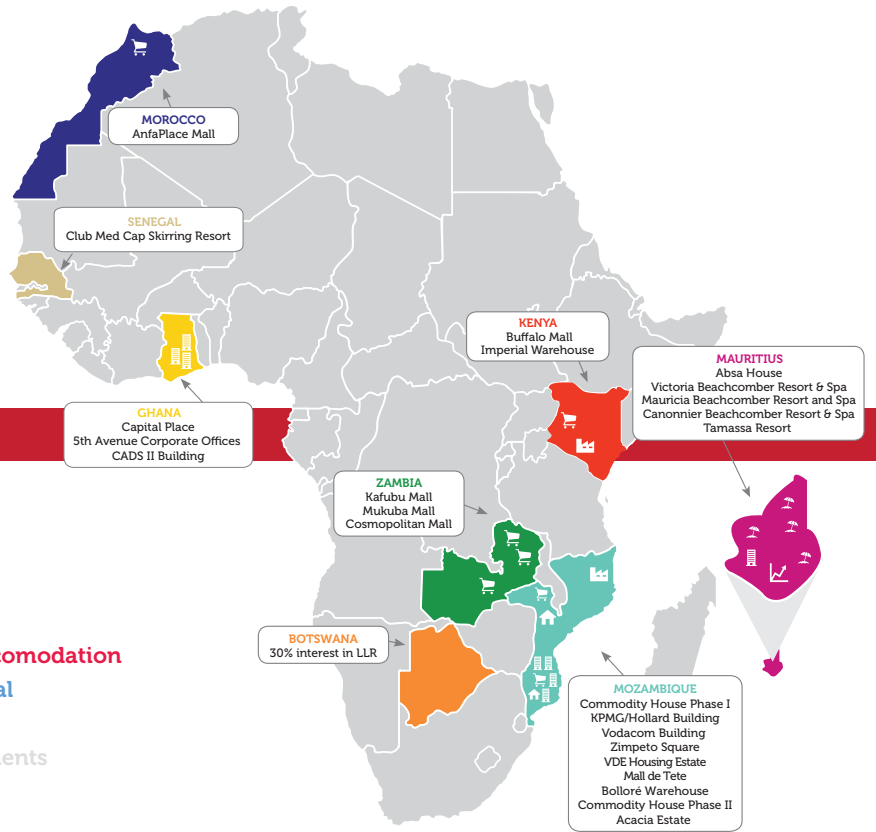 MOROCCO
AnfaPlace Mall
SENEGAL
Club Med Cap Skirring Resort
KENYA
Buffalo Mall
Imperial Warehouse
MAURITIUS
Absa House
Victoria Beachcomber Resort & Spa
Mauricia Beachcomber Resort and Spa
Canonnier Beachcomber Resort & Spa
Tamassa Resort
GHANA
Capital Place
5th Avenue Corporate Offices
CADS II Building
ZAMBIA
Kafubu Mall
Mukuba Mall
Cosmopolitan Mall
BOTSWANA
30% interest in LLR
comodation
al
ents
MOZAMBIQUE
Commodity House Phase I
KPMG/Hollard Building
Vodacom Building
Zimpeto Square
VDE Housing Estate
Mall de Tete
Bolloré Warehouse
Commodity House Phase II
Acacia Estate